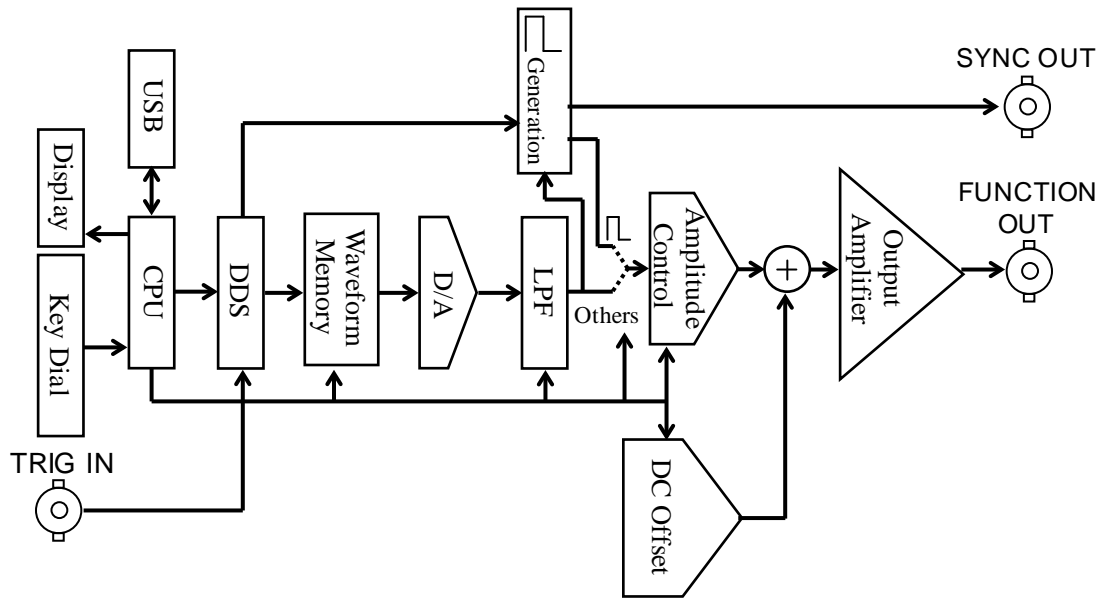 SYNC OUT
Generation
USB
Display
FUNCTION
OUT
CPU
DDS
Waveform
Memory
D/A
LPF
Others
Amplitude
Control
+
Output
Amplifier
Key Dial
TRIG IN
DC Offset